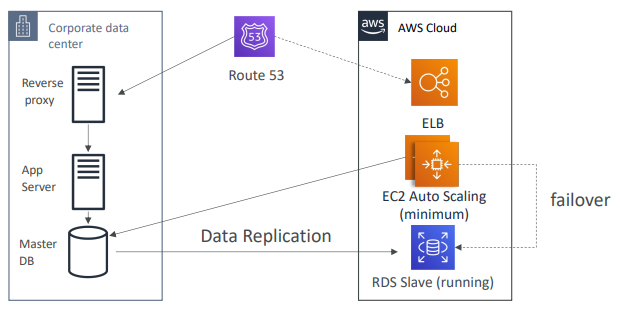 Corporate data
center
aws
AWS Cloud
53
Route 53
Reverse
proxy
ELB
App
Server
EC2 Auto Scaling
(minimum)
failover
Master
DB
Data Replication
RDS Slave (running)